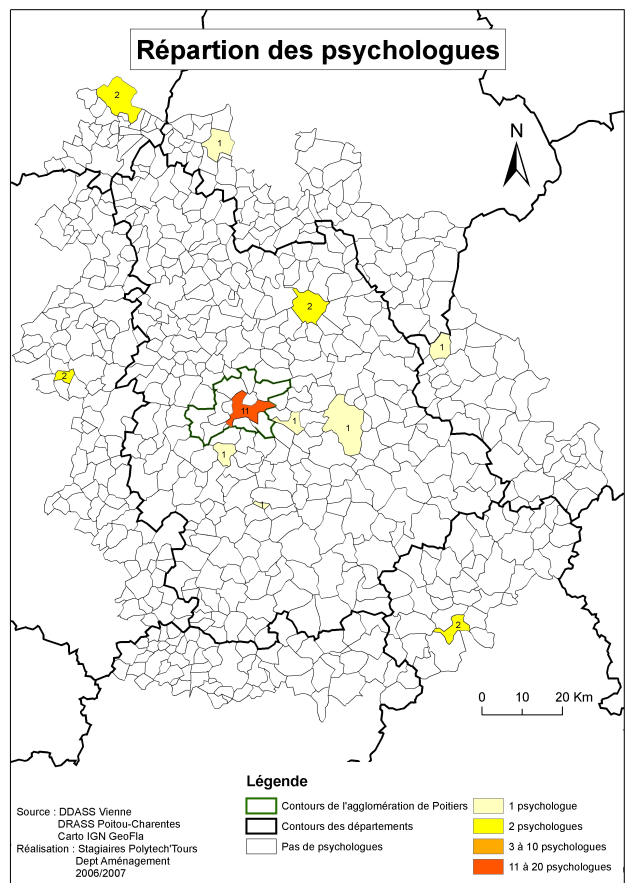 Répartion des psychologues
2
1
N
2
1
2
11
1
1
1
1
2
0 10 20 Km
Légende
Contours de l'agglomération de Poitiers
Contours des départements
Pas de psychologues
1 psychologue
2 psychologues
3 à 10 psychologues
11 à 20 psychologues
Source : DDASS Vienne
DRASS Poitou-Charentes
Carto IGN GeoFla
Réalisation : Stagiaires Polytech'Tours
Dept Aménagement
2006/2007